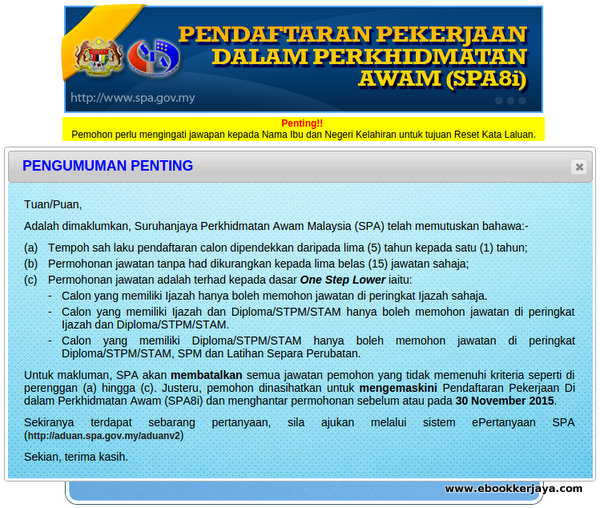 PENDAFTARAN PEKERJAAN
DALAM PERKHIDMATAN
AWAM (SPA8i)
http://www.spa.gov.my
Penting!!
Pemohon perlu mengingati jawapan kepada Nama Ibu dan Negeri Kelahiran untuk tujuan Reset Kata Laluan.
PENGUMUMAN PENTING
Tuan/Puan,
Adalah dimaklumkan, Suruhanjaya Perkhidmatan Awam Malaysia (SPA) telah memutuskan bahawa:-
(a) Tempoh sah laku pendaftaran calon dipendekkan daripada lima (5) tahun kepada satu (1) tahun;
(b) Permohonan jawatan tanpa had dikurangkan kepada lima belas (15) jawatan sahaja;
(c) Permohonan jawatan adalah terhad kepada dasar One Step Lower iaitu:
- Calon yang memiliki Ijazah hanya boleh memohon jawatan di peringkat Ijazah sahaja.
- Calon yang memiliki Ijazah dan Diploma/STPM/STAM hanya boleh memohon jawatan di peringkat
Ijazah dan Diploma/STPM/STAM.
- Calon yang memiliki Diploma/STPM/STAM hanya boleh memohon jawatan di peringkat
Diploma/STPM/STAM, SPM dan Latihan Separa Perubatan.
Untuk makluman, SPA akan membatalkan semua jawatan pemohon yang tidak memenuhi kriteria seperti di
perenggan (a) hingga (c). Justeru, pemohon dinasihatkan untuk mengemaskini Pendaftaran Pekerjaan Di
dalam Perkhidmatan Awam (SPA8i) dan menghantar permohonan sebelum atau pada 30 November 2015.
Sekiranya terdapat sebarang pertanyaan, sila ajukan melalui sistem ePertanyaan SPA
(http://aduan.spa.gov.my/aduanv2)
Sekian, terima kasih.
www.ebookkerjaya.com